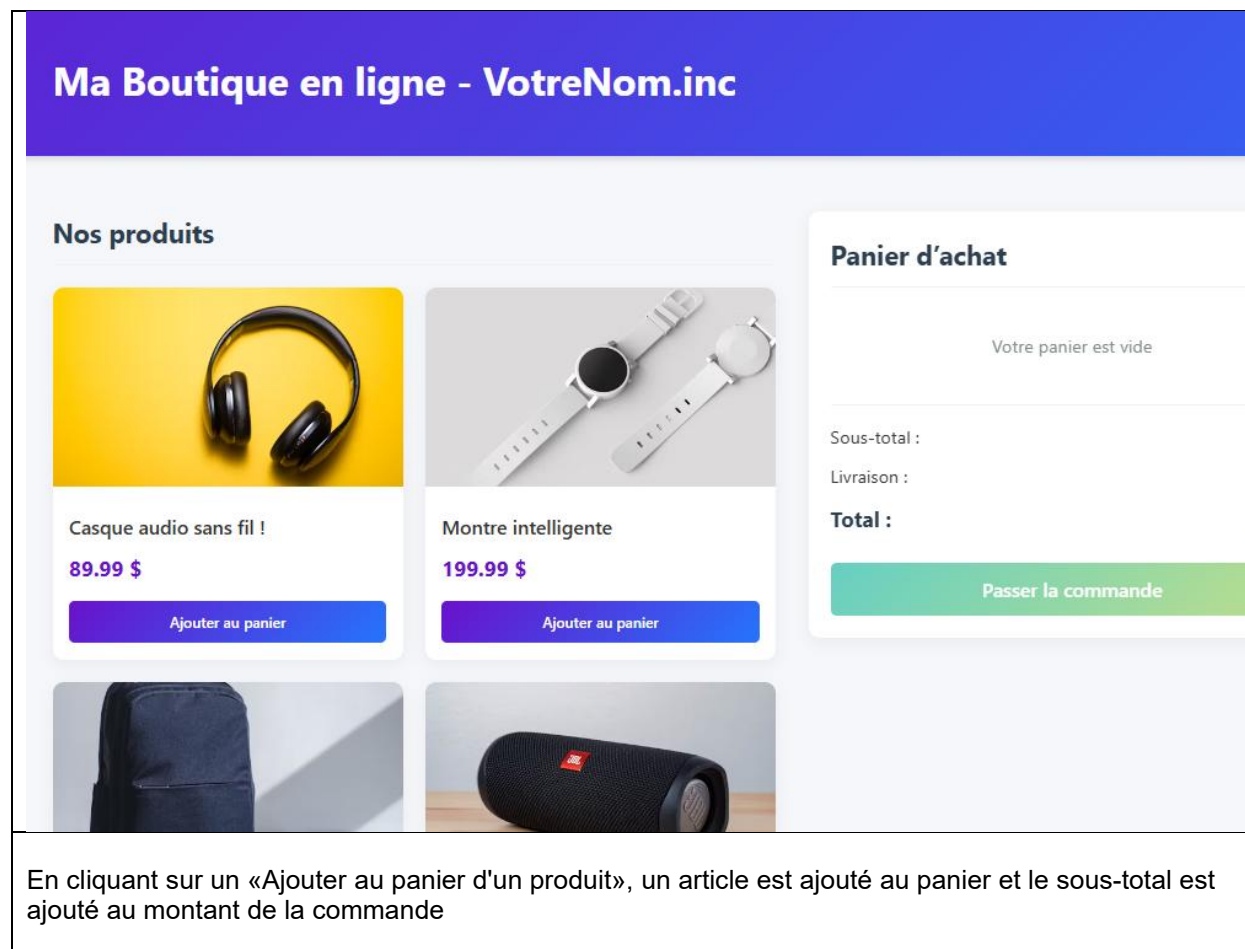 Ma Boutique en ligne - VotreNom.inc
Nos produits
Panier d’achat
Votre panier est vide
Sous-total :
Livraison :
Total :
Passer la commande
Casque audio sans fil !
89.99 $
Ajouter au panier
Montre intelligente
199.99 $
Ajouter au panier
JBL
En cliquant sur un «Ajouter au panier d'un produit», un article est ajouté au panier et le sous-total est
ajouté au montant de la commande